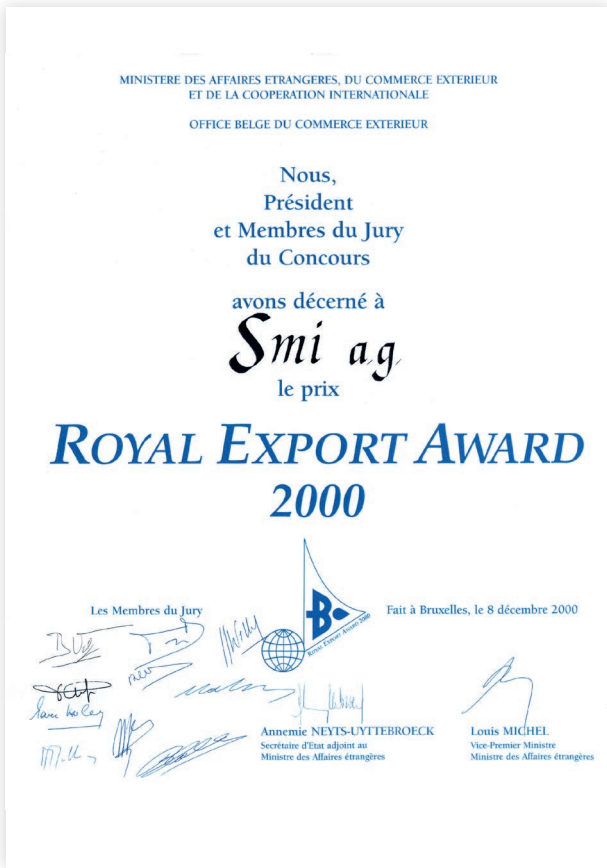 MINISTERE DES AFFAIRES ETRANGERES, DU COMMERCE EXTERIEUR
ET DE LA COOPERATION INTERNATIONALE
OFFICE BELGE DU COMMERCE EXTERIEUR
Nous,
Président
et Membres du Jury
du Concours
avons décerné à
Smi a.g.
le prix
ROYAL EXPORT AWARD
2000
Les Membres du Jury
B
ROYAL EXPORT AWARD 2000
Fait à Bruxelles, le 8 décembre 2000
Annemie NEYTS-UYTTEBROECK
Secrétaire d'Etat adjoint au
Ministre des Affaires étrangères
Louis MICHEL
Vice-Premier Ministre
Ministre des Affaires étrangères